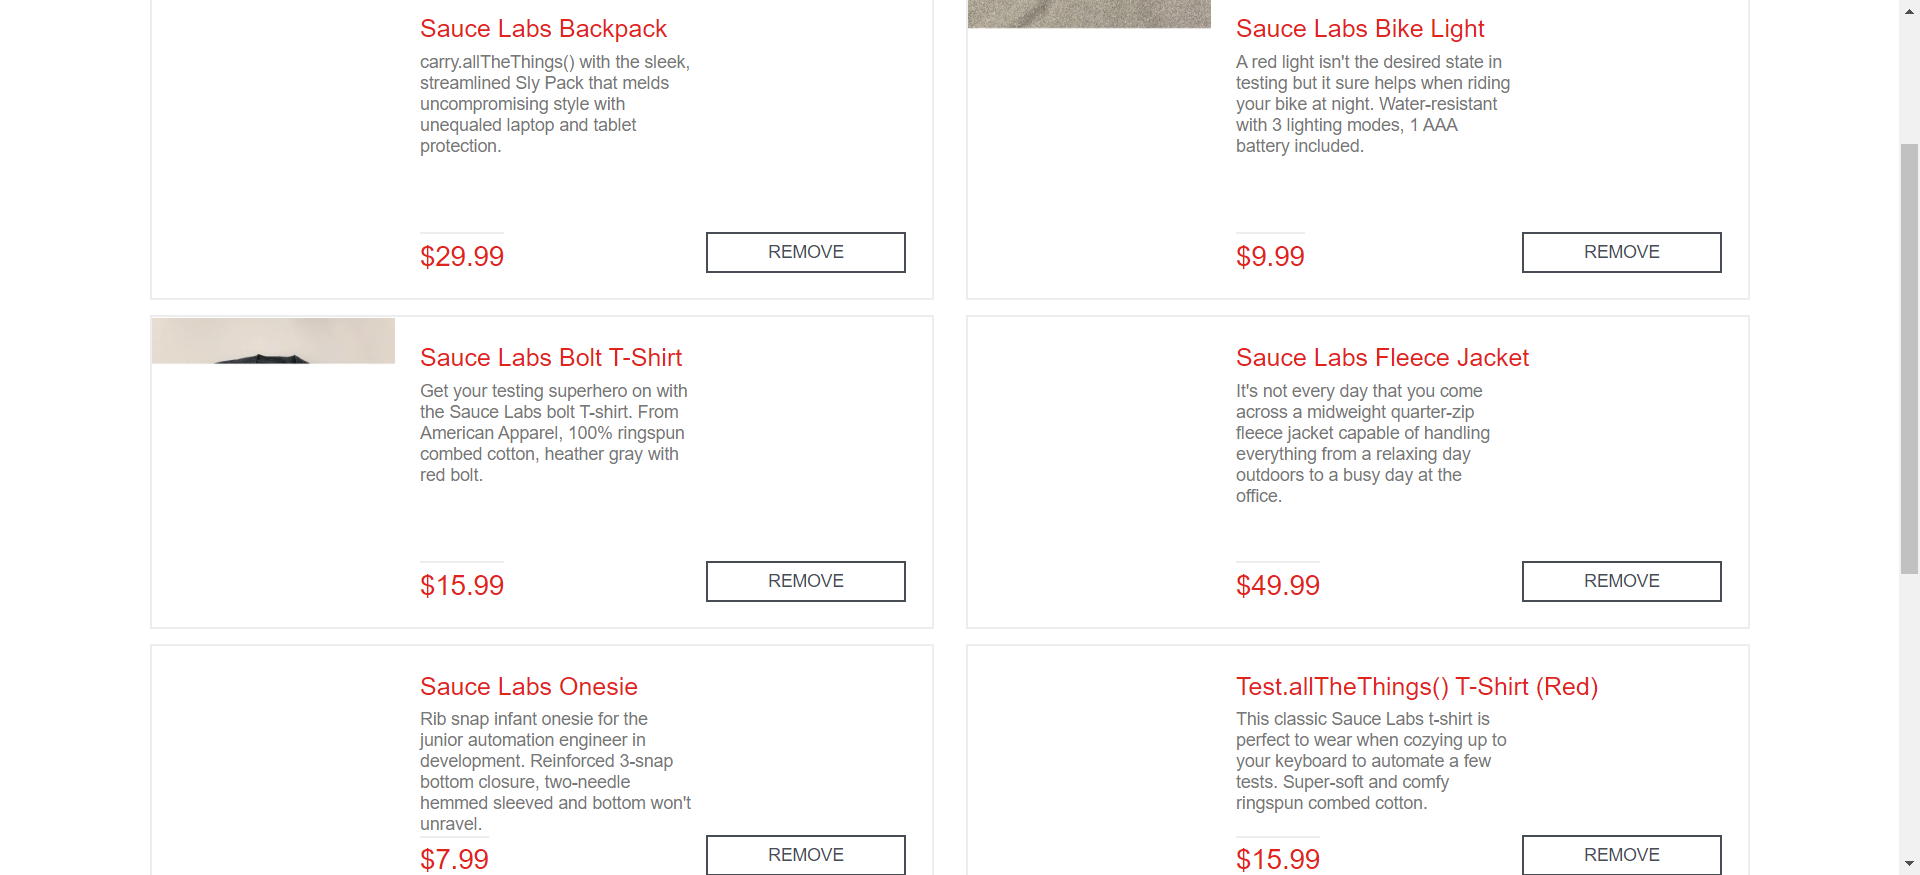 Sauce Labs Backpack
carry.allTheThings() with the sleek,
streamlined Sly Pack that melds
uncompromising style with
unequaled laptop and tablet
protection.
$29.99
REMOVE
Sauce Labs Bike Light
A red light isn't the desired state in
testing but it sure helps when riding
your bike at night. Water-resistant
with 3 lighting modes, 1 AAA
battery included.
$9.99
REMOVE
Sauce Labs Bolt T-Shirt
Get your testing superhero on with
the Sauce Labs bolt T-shirt. From
American Apparel, 100% ringspun
combed cotton, heather gray with
red bolt.
$15.99
REMOVE
Sauce Labs Fleece Jacket
It's not every day that you come
across a midweight quarter-zip
fleece jacket capable of handling
everything from a relaxing day
outdoors to a busy day at the
office.
$49.99
REMOVE
Sauce Labs Onesie
Rib snap infant onesie for the
junior automation engineer in
development. Reinforced 3-snap
bottom closure, two-needle
hemmed sleeved and bottom won't
unravel.
$7.99
REMOVE
Test.allTheThings() T-Shirt (Red)
This classic Sauce Labs t-shirt is
perfect to wear when cozying up to
your keyboard to automate a few
tests. Super-soft and comfy
ringspun combed cotton.
$15.99
REMOVE